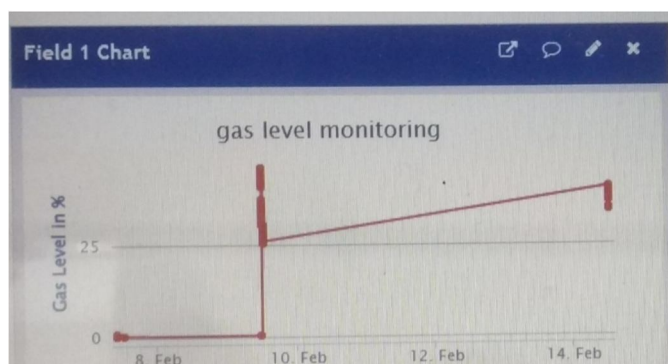 Field 1 Chart
gas level monitoring
Gas Level in %
25
0
8. Feb
10. Feb
12. Feb
14. Feb